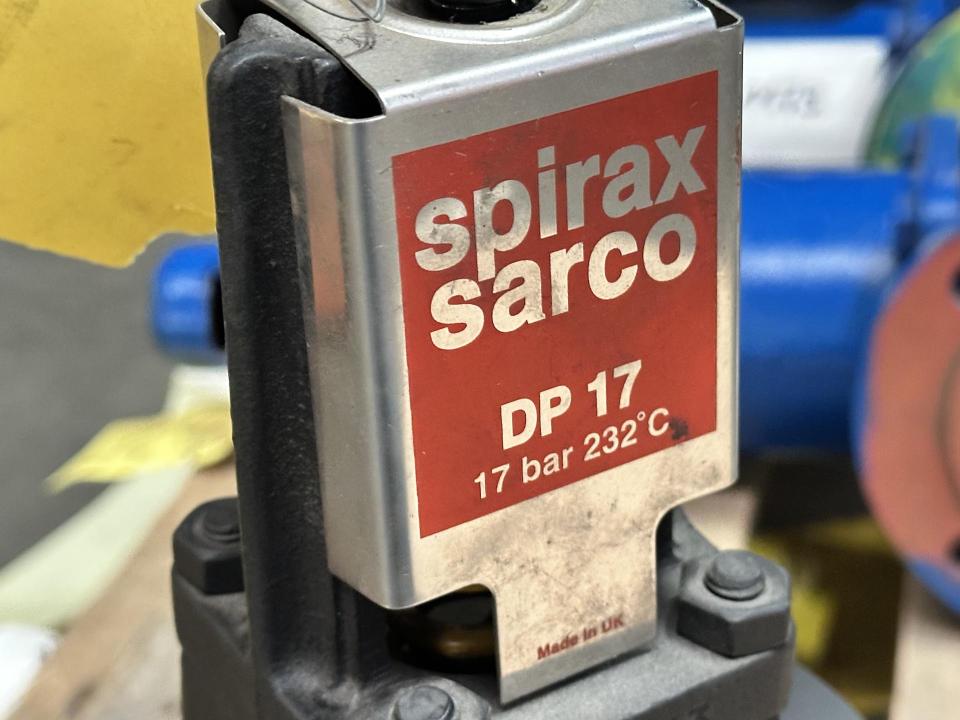 spirax
sarco
DP 17
17 bar 232°C
Made in UK